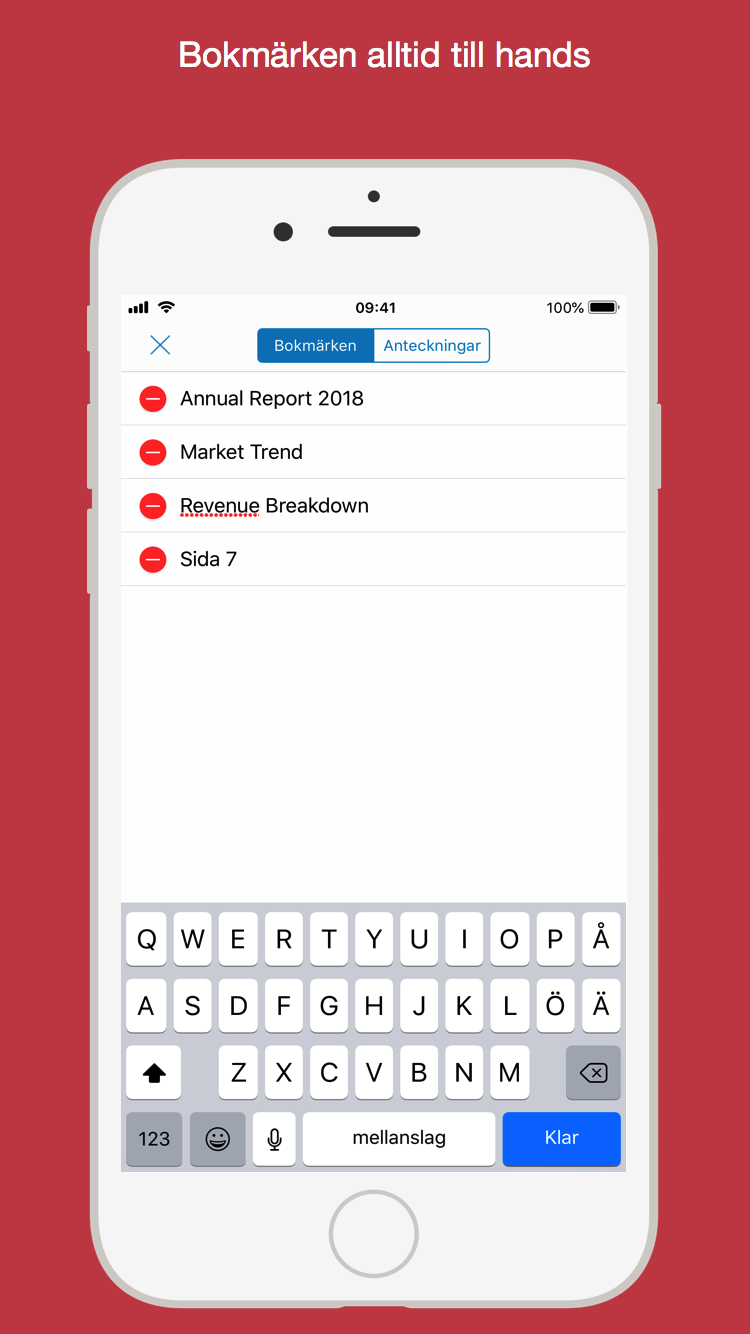 Bokmärken alltid till hands
09:41
100%
Bokmärken Anteckningar
Annual Report 2018
Market Trend
Revenue Breakdown
Sida 7
Q W E R T Y U I O P Å
A S D F G H J K L Ö Ä
Z X C V B N M
123 mellanslag Klar